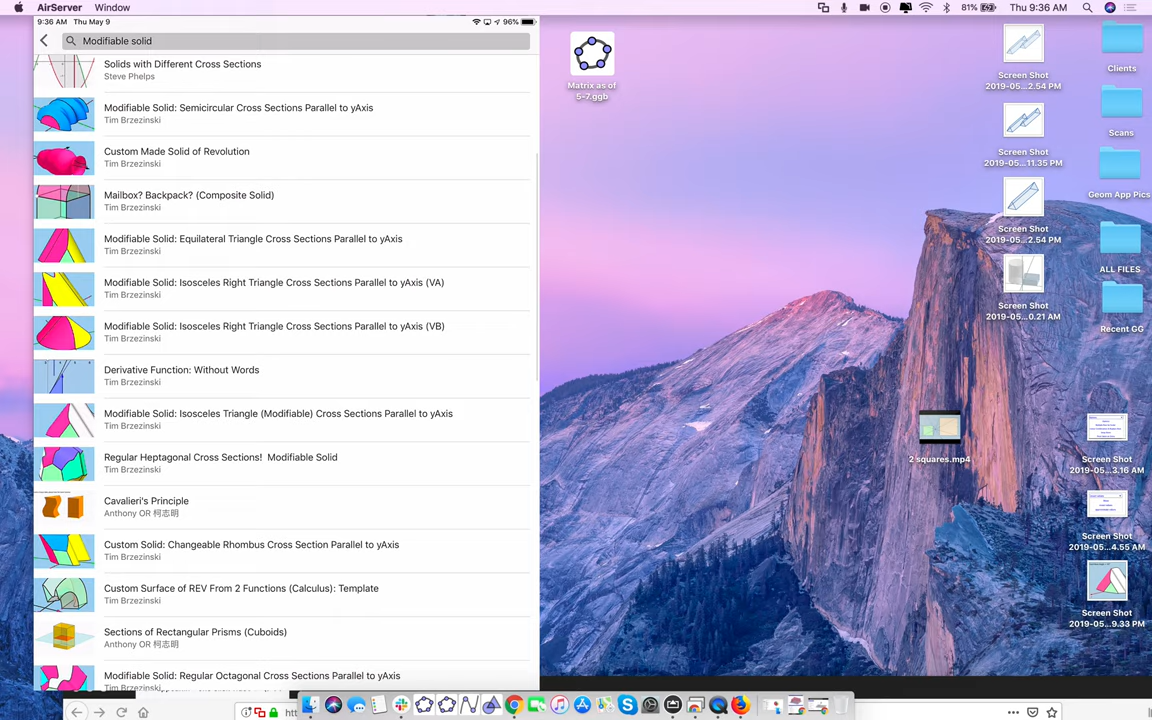 AirServer Window
81% Thu 9:36 AM
9:36 AM Thu May 9
96%
Modifiable solid
Solids with Different Cross Sections
Steve Phelps
Modifiable Solid: Semicircular Cross Sections Parallel to yAxis
Tim Brzezinski
Custom Made Solid of Revolution
Tim Brzezinski
Mailbox? Backpack? (Composite Solid)
Tim Brzezinski
Modifiable Solid: Equilateral Triangle Cross Sections Parallel to yAxis
Tim Brzezinski
Modifiable Solid: Isosceles Right Triangle Cross Sections Parallel to yAxis (VA)
Tim Brzezinski
Modifiable Solid: Isosceles Right Triangle Cross Sections Parallel to yAxis (VB)
Tim Brzezinski
Derivative Function: Without Words
Tim Brzezinski
Modifiable Solid: Isosceles Triangle (Modifiable) Cross Sections Parallel to yAxis
Tim Brzezinski
Regular Heptagonal Cross Sections! Modifiable Solid
Tim Brzezinski
Cavalieri's Principle
Anthony OR 柯志明
Custom Solid: Changeable Rhombus Cross Section Parallel to yAxis
Tim Brzezinski
Custom Surface of REV From 2 Functions (Calculus): Template
Tim Brzezinski
Sections of Rectangular Prisms (Cuboids)
Anthony OR 柯志明
Modifiable Solid: Regular Octagonal Cross Sections Parallel to yAxis
Matrix as of
5-7.ggb
Screen Shot
2019-05...2.54 PM
Screen Shot
2019-05...11.35 PM
Screen Shot
2019-05...2.54 PM
Screen Shot
2019-05...0.21 AM
Clients
Scans
Geom App Pics
ALL FILES
Recent GG
2 squares.mp4
Screen Shot
2019-05...3.16 AM
Screen Shot
2019-05...4.55 AM
Screen Shot
2019-05...9.33 PM